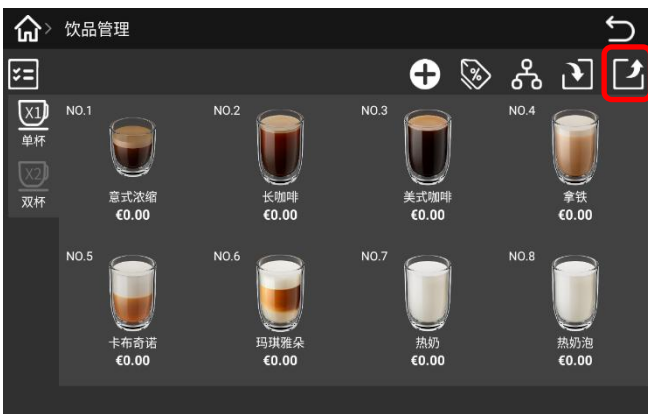 饮品管理
X1
单杯
X2
双杯
NO.1
意式浓缩
€0.00
NO.2
长咖啡
€0.00
NO.3
美式咖啡
€0.00
NO.4
拿铁
€0.00
NO.5
卡布奇诺
€0.00
NO.6
玛琪雅朵
€0.00
NO.7
热奶
€0.00
NO.8
热奶泡
€0.00